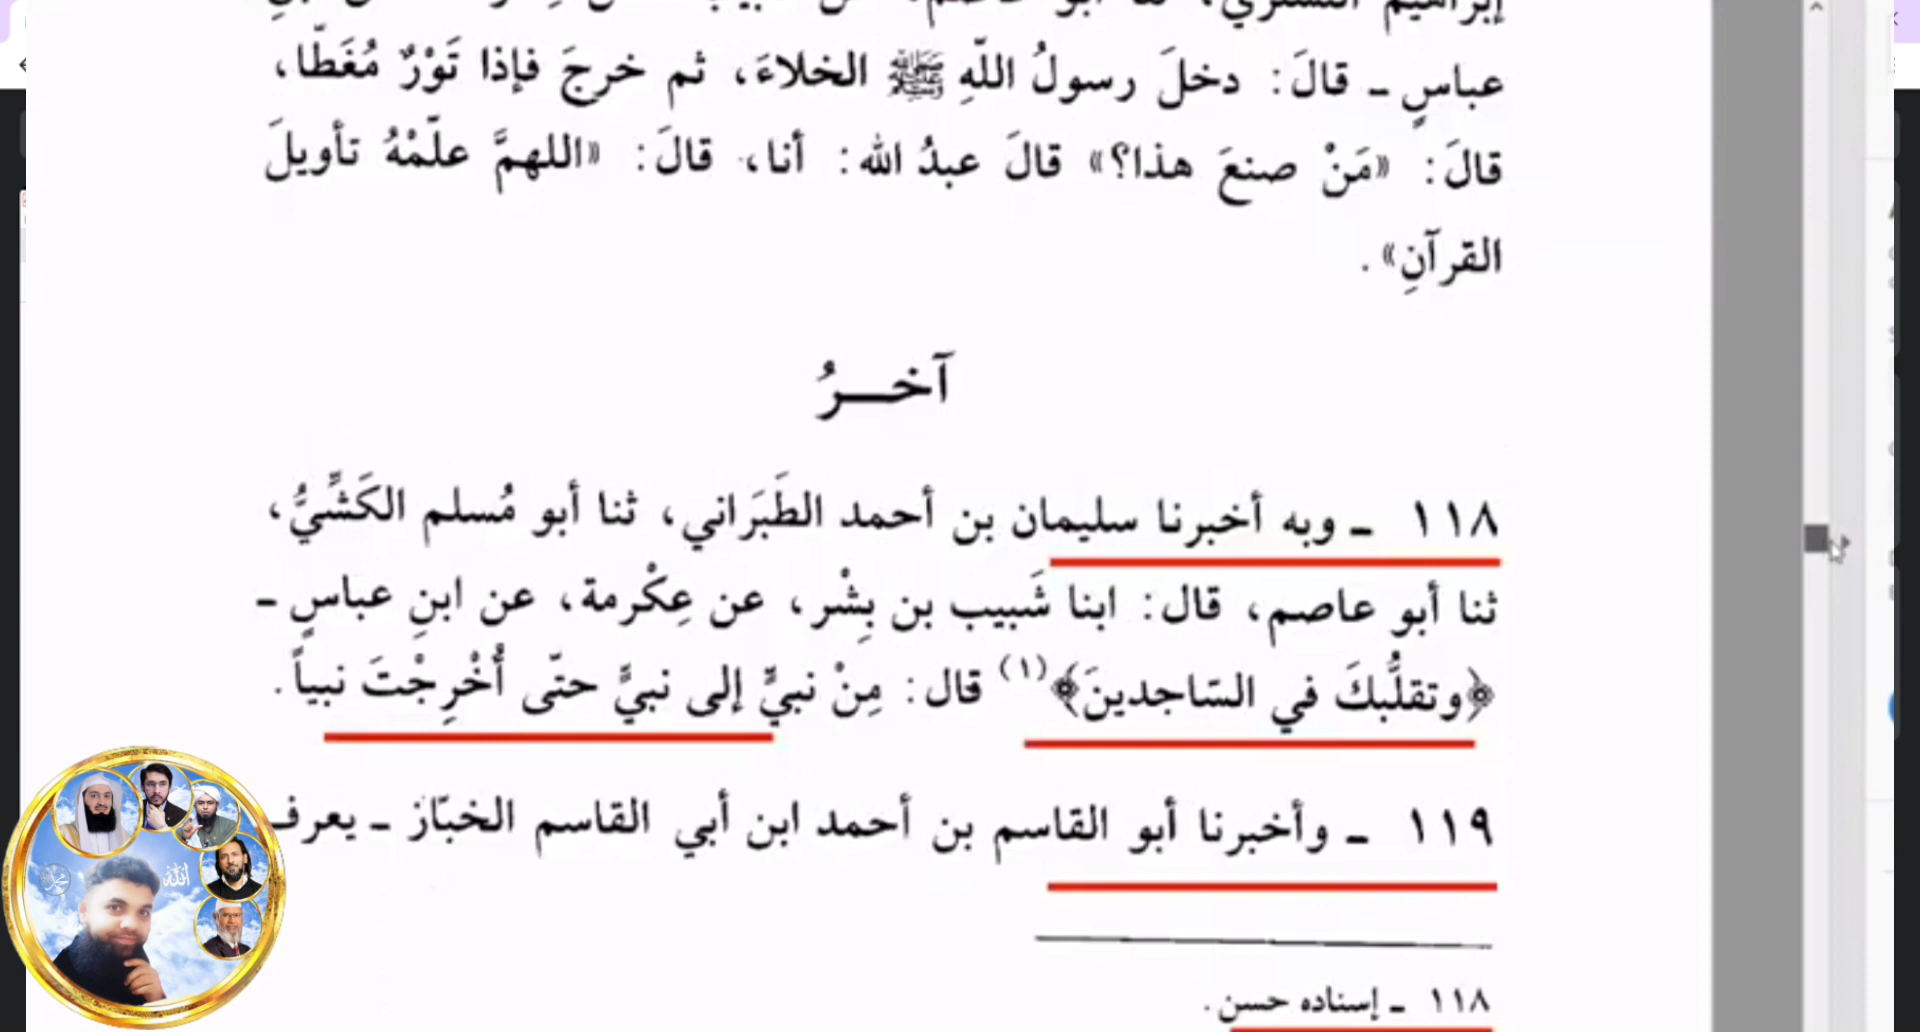 عباسٍ ـ قالَ: دخلَ رسولُ اللّهِ ﷺ الخلاءَ، ثم خرجَ فإذا تَوْرٌ مُغَطّا،
قالَ: «مَنْ صنعَ هذا؟» قالَ عبدُ الله: أنا، قالَ: «اللهمَّ علّمْهُ تأويلَ
القرآنِ».
آخـــرُ
١١٨ ـ وبه أخبرنا سليمان بن أحمد الطَبَراني، ثنا أبو مُسلم الكَشِّيُّ،
ثنا أبو عاصم، قال: ابنا شَبيب بن بِشْر، عن عِكْرمة، عن ابنِ عباسٍ ـ
﴿وتقلُّبكَ في السّاجدينَ﴾(١) قال: مِنْ نبيٍّ إلى نبيٍّ حتّى أُخْرِجْتَ نبياً.
١١٩ ـ وأخبرنا أبو القاسم بن أحمد ابن أبي القاسم الخبّاز ـ يعرف
١١٨ ـ إسناده حسن.
الله
محمد